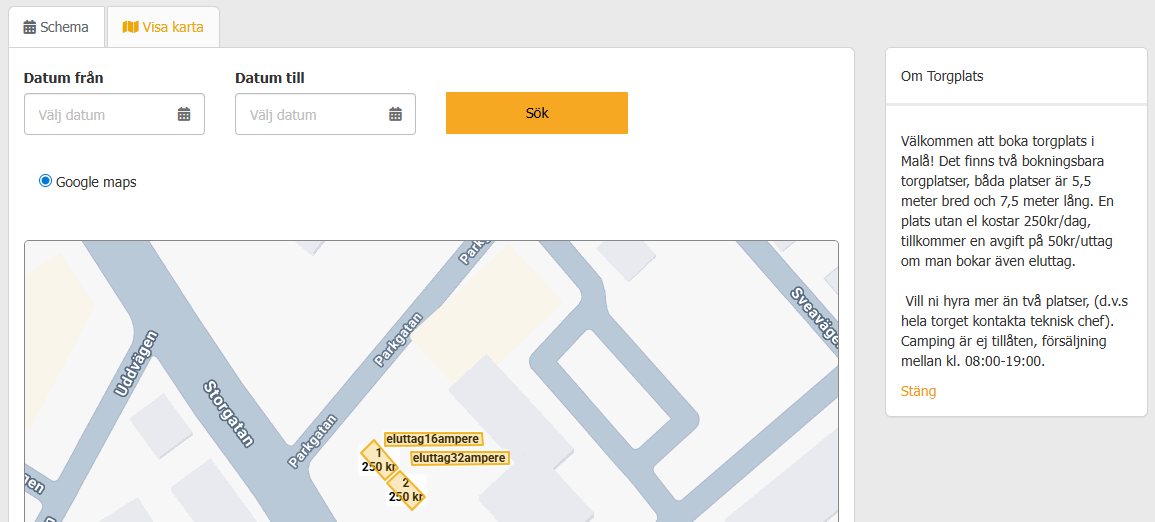 Schema
Visa karta
Datum från
Datum till
Välj datum
Välj datum
Sök
Google maps
Parkgatan
Parkgatan
Parkgatan
Uddvägen
Storgatan
Sveaväge
gen
eluttag16ampere
eluttag32ampere
1
250 kr
2
250 kr
Om Torgplats
Välkommen att boka torgplats i
Malå! Det finns två bokningsbara
torgplatser, båda platser är 5,5
meter bred och 7,5 meter lång. En
plats utan el kostar 250kr/dag,
tillkommer en avgift på 50kr/uttag
om man bokar även eluttag.
Vill ni hyra mer än två platser, (d.v.s
hela torget kontakta teknisk chef).
Camping är ej tillåten, försäljning
mellan kl. 08:00-19:00.
Stäng